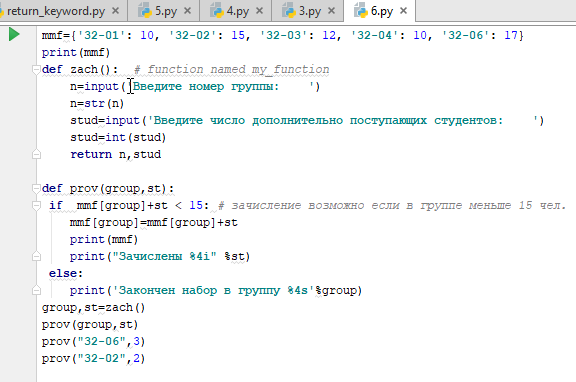 return_keyword.py × 5.py × 4.py × 3.py × 6.py ×
mmf={'32-01': 10, '32-02': 15, '32-03': 12, '32-04': 10, '32-06': 17}
print(mmf)
def zach():  # function named my_function
    n=input('Введите номер группы:    ')
    n=str(n)
    stud=input('Введите число дополнительно поступающих студентов:    ')
    stud=int(stud)
    return n,stud
def prov(group,st):
 if  mmf[group]+st < 15: # зачисление возможно если в группе меньше 15 чел.
    mmf[group]=mmf[group]+st
    print(mmf)
    print("Зачислены %4i" %st)
 else:
    print('Закончен набор в группу %4s'%group)
group,st=zach()
prov(group,st)
prov("32-06",3)
prov("32-02",2)